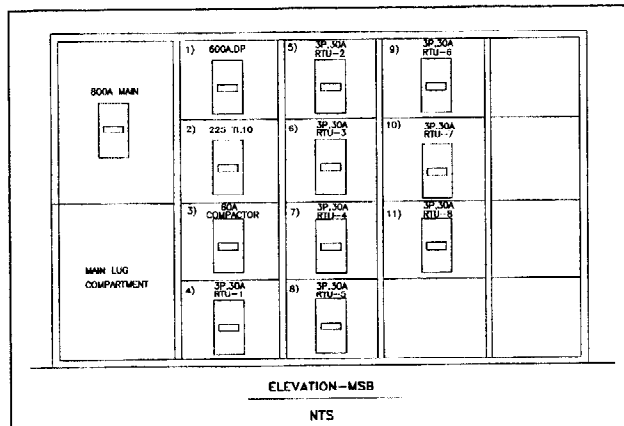 800A MAIN
MAIN LUG
COMPARTMENT
1) 600A.DP
2) 225
3) 60A
COMPACTOR
4) 3P,30A
RTU-1
5) 3P,30A
RTU-2
6) 3P,30A
RTU-3
7) 3P,30A
RTU-4
8) 3P,30A
RTU-5
9) 3P,30A
RTU-6
10) 3P,30A
RTU-7
11) 3P,30A
RTU-8
ELEVATION-MSB
NTS